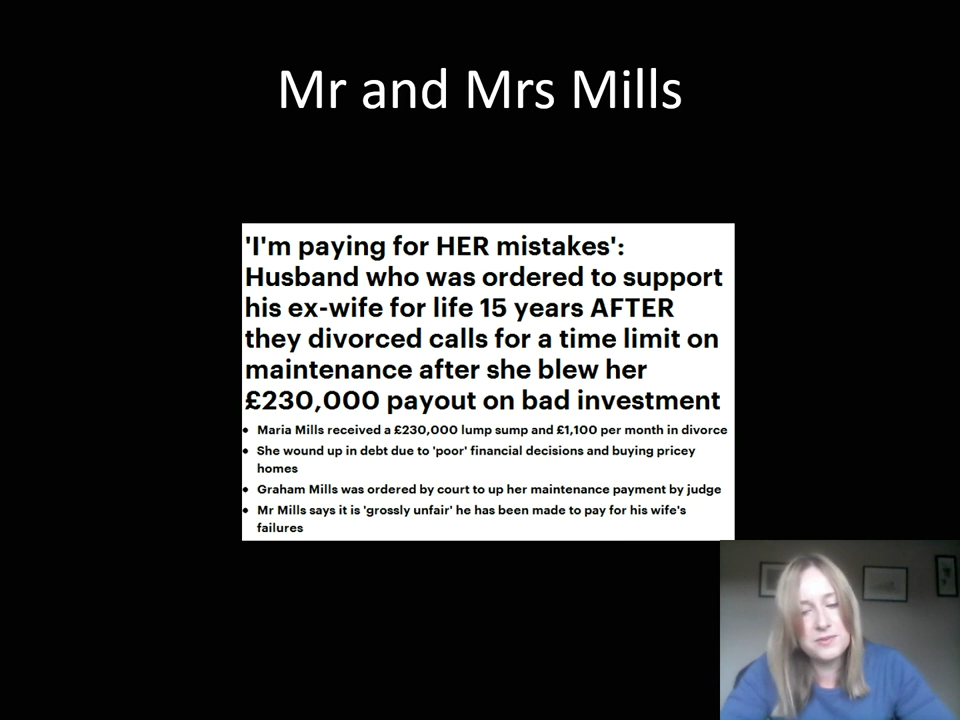 Mr and Mrs Mills
'I'm paying for HER mistakes':
Husband who was ordered to support
his ex-wife for life 15 years AFTER
they divorced calls for a time limit on
maintenance after she blew her
£230,000 payout on bad investment
• Maria Mills received a £230,000 lump sum and £1,100 per month in divorce
• She wound up in debt due to 'poor' financial decisions and buying pricey
homes
• Graham Mills was ordered by court to up her maintenance payment by judge
• Mr Mills says it is 'grossly unfair' he has been made to pay for his wife's
failures